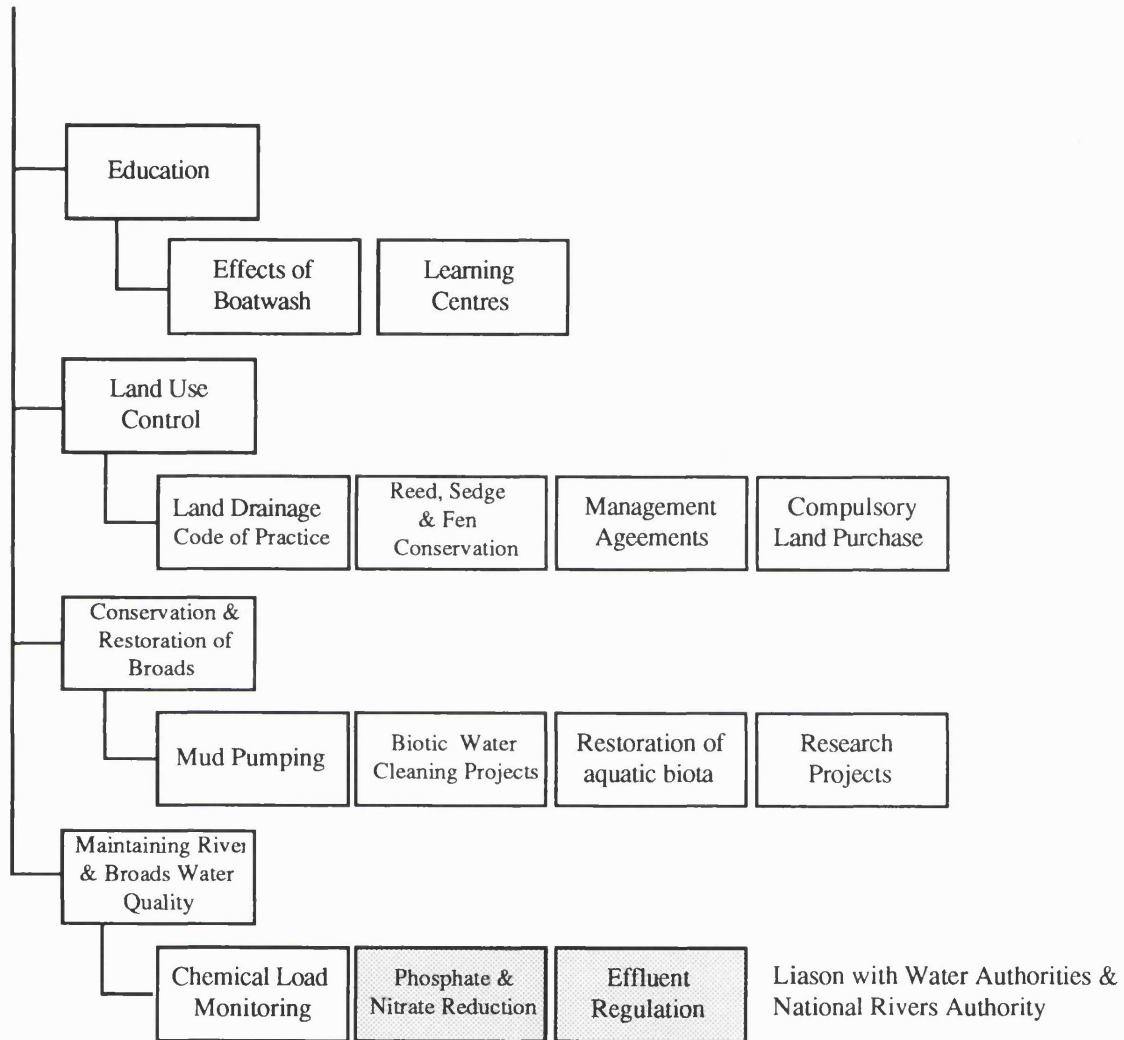 Education
Effects of
Boatwash
Learning
Centres
Land Use
Control
Land Drainage
Code of Practice
Reed, Sedge
& Fen
Conservation
Management
Ageements
Compulsory
Land Purchase
Conservation &
Restoration of
Broads
Mud Pumping
Biotic Water
Cleaning Projects
Restoration of
aquatic biota
Research
Projects
Maintaining River
& Broads Water
Quality
Chemical Load
Monitoring
Phosphate &
Nitrate Reduction
Effluent
Regulation
Liason with Water Authorities &
National Rivers Authority